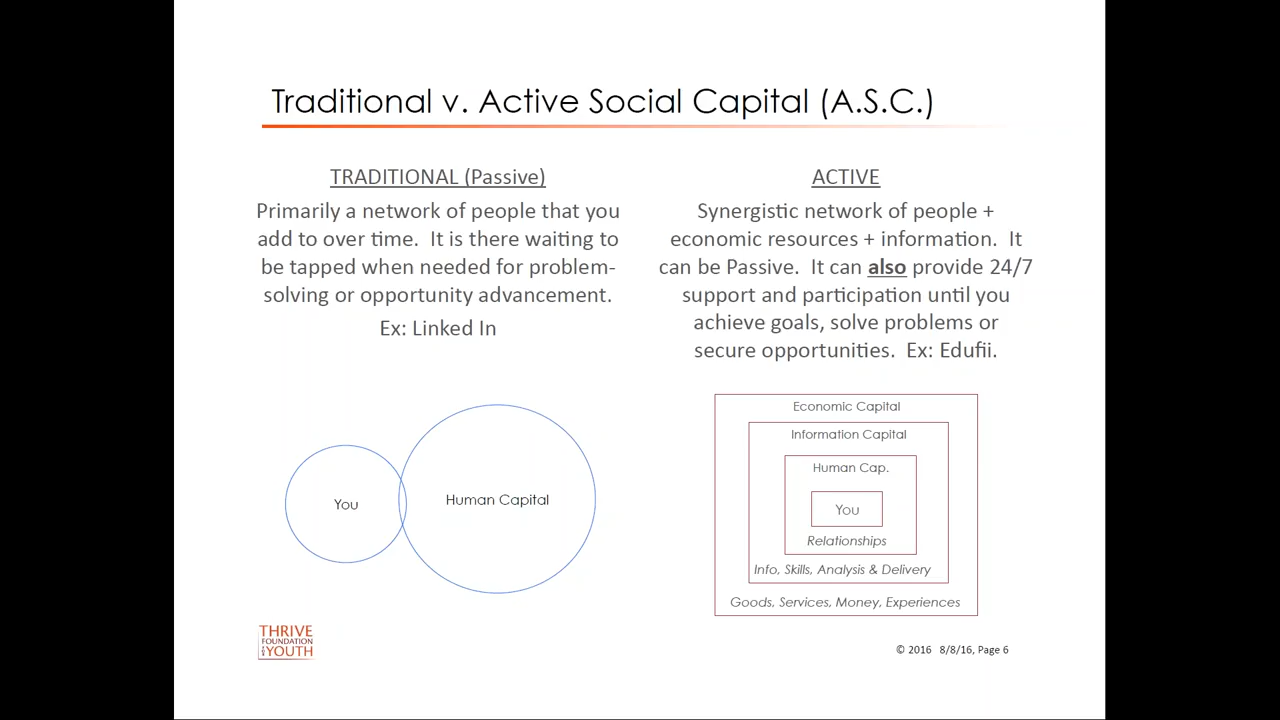 Traditional v. Active Social Capital (A.S.C.)
TRADITIONAL (Passive)
Primarily a network of people that you
add to over time.  It is there waiting to
be tapped when needed for problem-
solving or opportunity advancement.
Ex: Linked In
ACTIVE
Synergistic network of people +
economic resources + information.  It
can be Passive.  It can also provide 24/7
support and participation until you
achieve goals, solve problems or
secure opportunities.  Ex: Edufii.
You
Human Capital
Economic Capital
Information Capital
Human Cap.
You
Relationships
Info, Skills, Analysis & Delivery
Goods, Services, Money, Experiences
THRIVE
FOUNDATION
FOR YOUTH
© 2016   8/8/16, Page 6